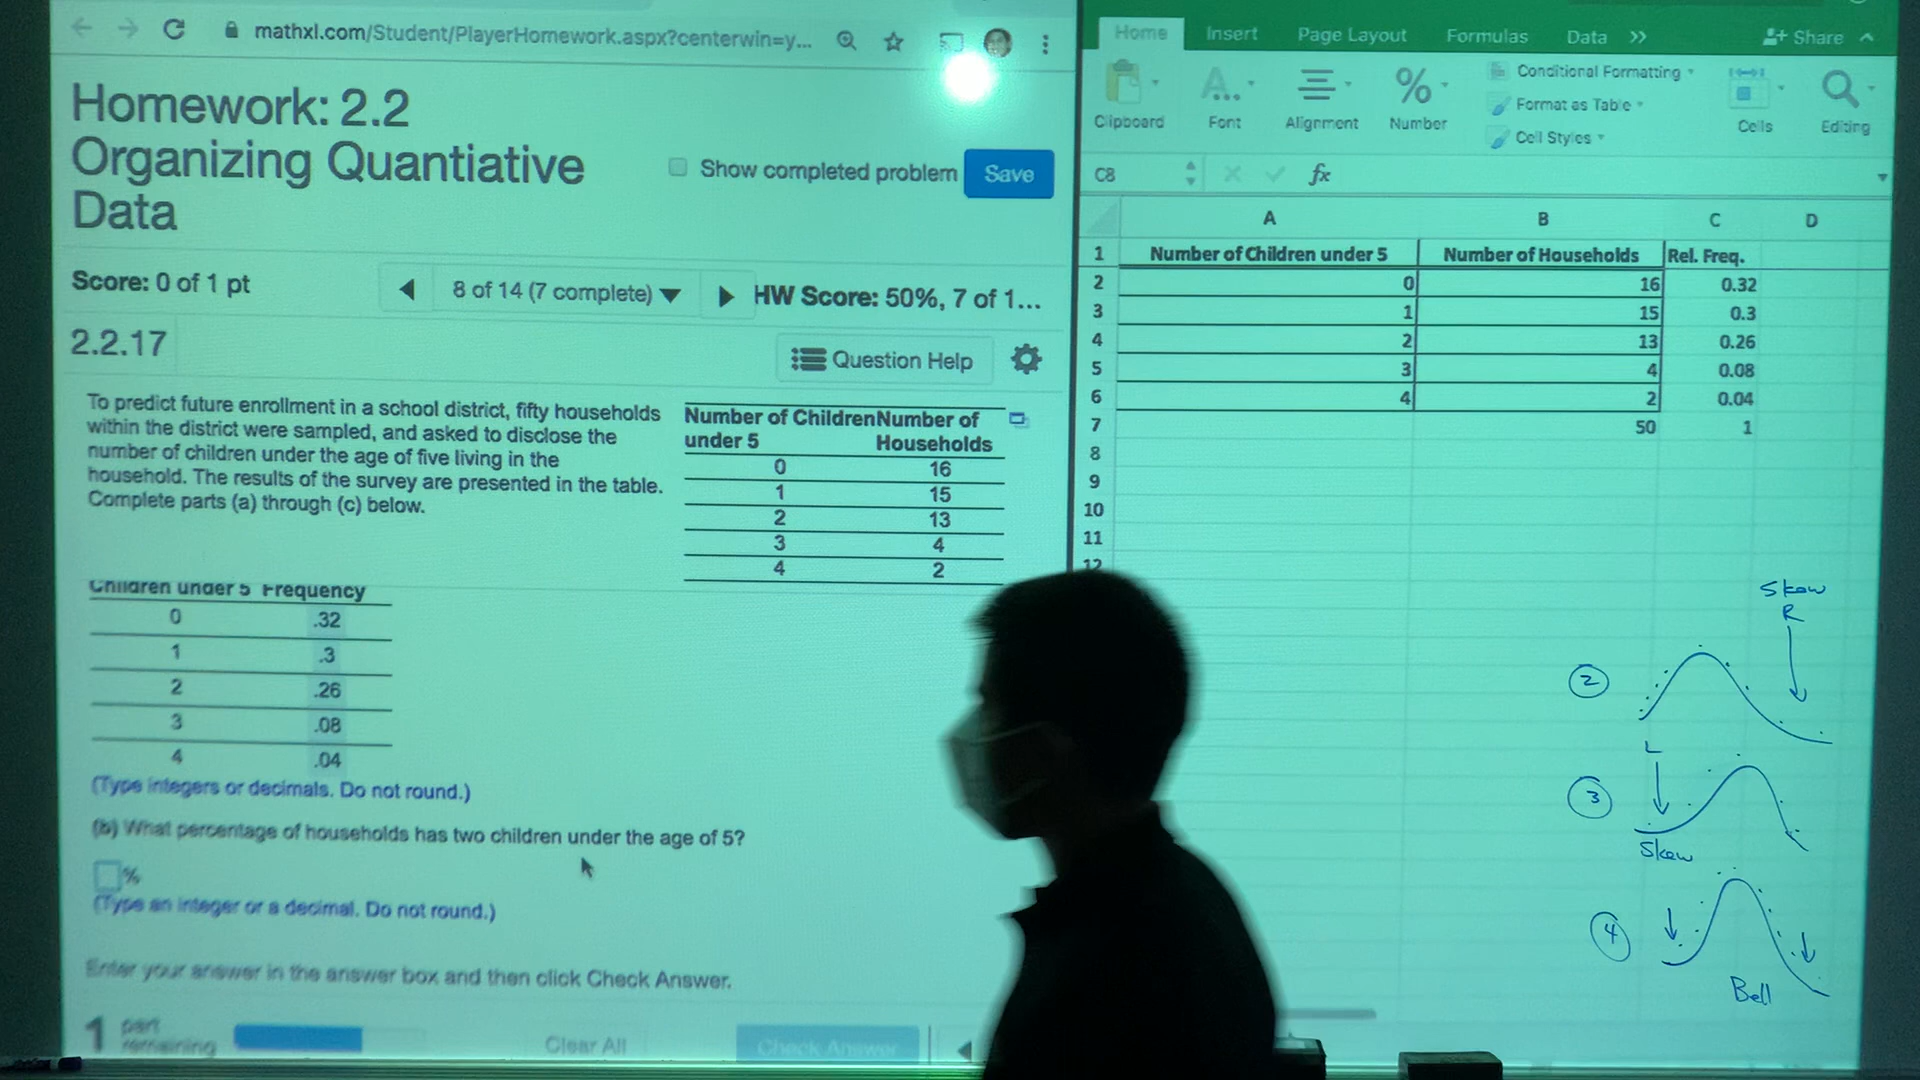 mathxl.com/Student/PlayerHomework.aspx?centerwin=y...
Homework: 2.2
Organizing Quantiative
Data
Show completed problem
Save
Score: 0 of 1 pt
8 of 14 (7 complete)
HW Score: 50%, 7 of 1...
2.2.17
Question Help
To predict future enrollment in a school district, fifty households
within the district were sampled, and asked to disclose the
number of children under the age of five living in the
household. The results of the survey are presented in the table.
Complete parts (a) through (c) below.
Number of Children Number of
under 5 Households
0 16
1 15
2 13
3 4
4 2
Children under 5 Frequency
0 .32
1 .3
2 .26
3 .08
4 .04
(Type integers or decimals. Do not round.)
(b) What percentage of households has two children under the age of 5?
%
(Type an integer or a decimal. Do not round.)
Enter your answer in the answer box and then click Check Answer.
1 part
remaining
Clear All
Check Answer
Home Insert Page Layout Formulas Data Share
Clipboard
Font
Alignment
%
Number
Conditional Formatting
Format as Table
Cell Styles
Cells
Editing
C8 fx
A B C D
1 Number of Children under 5 Number of Households Rel. Freq.
2 0 16 0.32
3 1 15 0.3
4 2 13 0.26
5 3 4 0.08
6 4 2 0.04
7 50 1
8
9
10
11
12
Skew
R
2
L
3
Skew
4
Bell